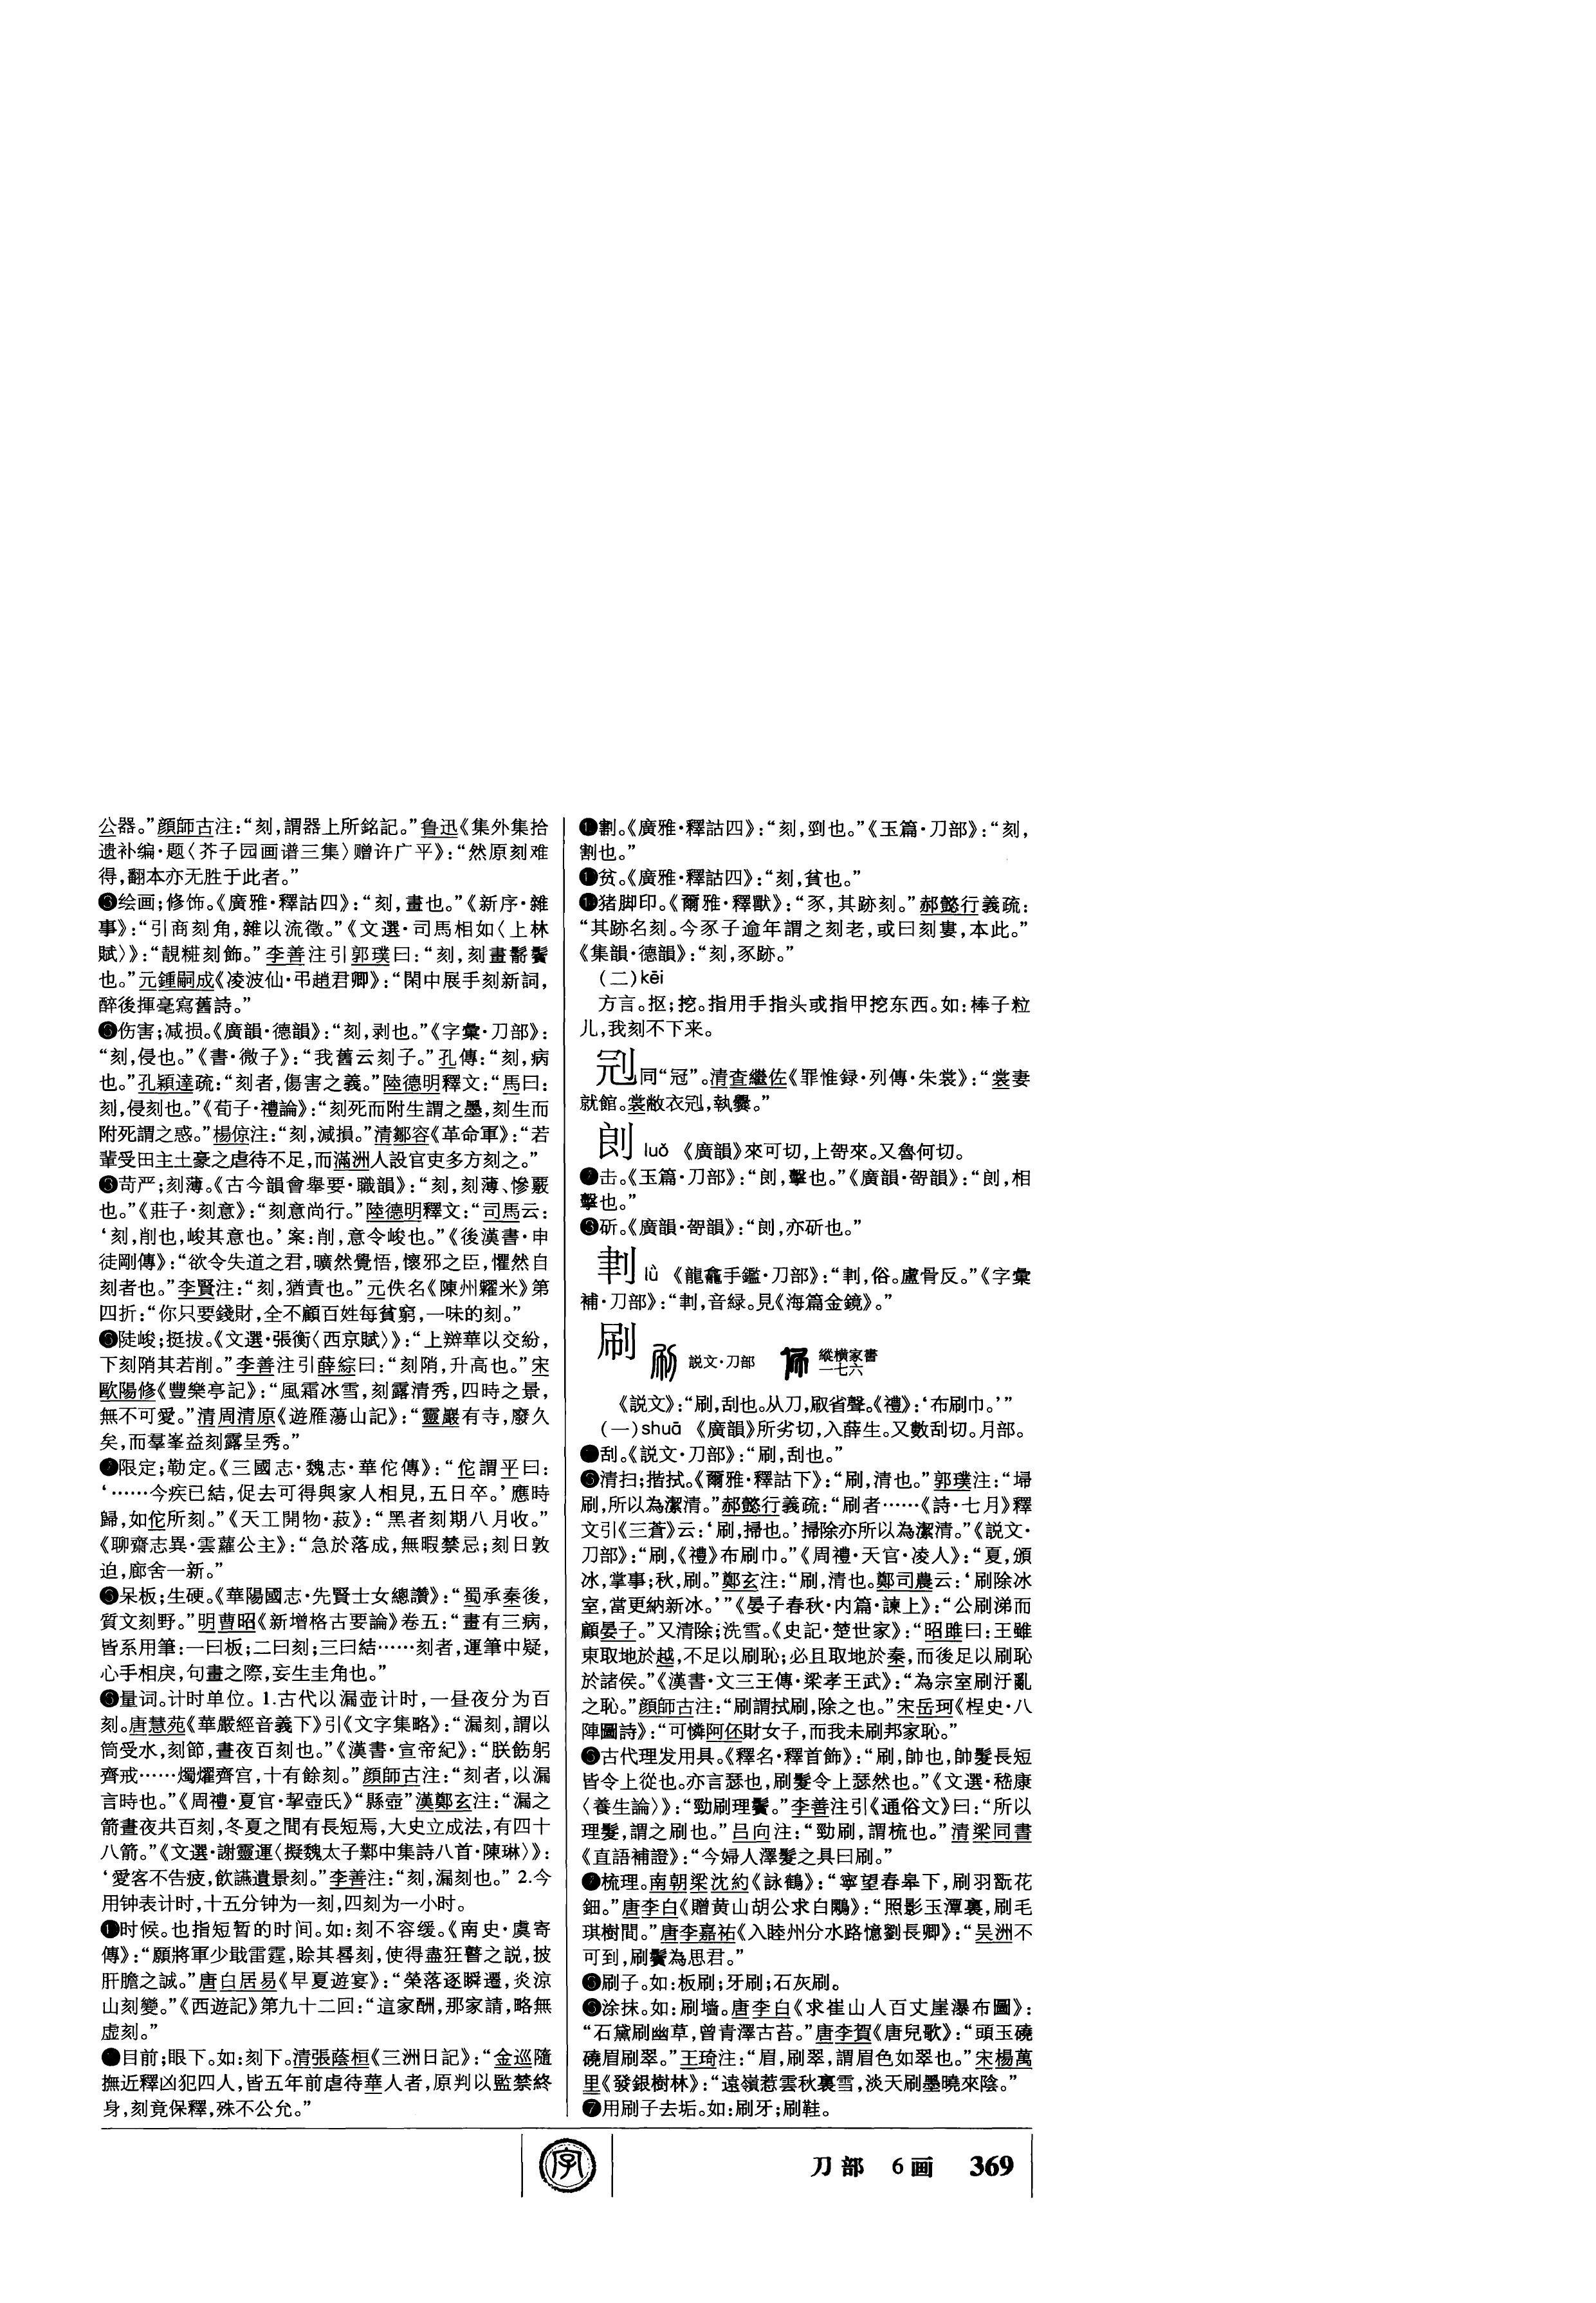 公器。”顔師古注：“刻，謂器上所銘記。”鲁迅《集外集拾
遗补编·题〈芥子园画谱三集〉赠许广平》：“然原刻难
得，翻本亦无胜于此者。”
绘画；修饰。《廣雅·釋詁四》：“刻，畫也。”《新序·雜
事》：“引商刻角，雜以流徵。”《文選·司馬相如〈上林
賦〉》：“靚糚刻飾。”李善注引郭璞曰：“刻，刻畫鬋鬢
也。”元鍾嗣成《凌波仙·弔趙君卿》：“閑中展手刻新詞，
醉後揮毫寫舊詩。”
伤害；减损。《廣韻·德韻》：“刻，剥也。”《字彙·刀部》：
“刻，侵也。”《書·微子》：“我舊云刻子。”孔傳：“刻，病
也。”孔穎達疏：“刻者，傷害之義。”陸德明釋文：“馬曰：
刻，侵刻也。”《荀子·禮論》：“刻死而附生謂之墨，刻生而
附死謂之惑。”楊倞注：“刻，減損。”清鄒容《革命軍》：“若
輩受田主土豪之虐待不足，而滿洲人設官吏多方刻之。”
苛严；刻薄。《古今韻會舉要·職韻》：“刻，刻薄、慘覈
也。”《莊子·刻意》：“刻意尚行。”陸德明釋文：“司馬云：
‘刻，削也，峻其意也。’案：削，意令峻也。”《後漢書·申
徒剛傳》：“欲令失道之君，曠然覺悟，懷邪之臣，懼然自
刻者也。”李賢注：“刻，猶責也。”元佚名《陳州糶米》第
四折：“你只要錢財，全不顧百姓每貧窮，一味的刻。”
陡峻；挺拔。《文選·張衡〈西京賦〉》：“上辬華以交紛，
下刻陗其若削。”李善注引薛綜曰：“刻陗，升高也。”宋
歐陽修《豐樂亭記》：“風霜冰雪，刻露清秀，四時之景，
無不可愛。”清周清原《遊雁蕩山記》：“靈巖有寺，廢久
矣，而羣峯益刻露呈秀。”
限定；勒定。《三國志·魏志·華佗傳》：“佗謂平曰：
‘……今疾已結，促去可得與家人相見，五日卒。’應時
歸，如佗所刻。”《天工開物·菽》：“黑者刻期八月收。”
《聊齋志異·雲蘿公主》：“急於落成，無暇禁忌；刻日敦
迫，廊舍一新。”
呆板；生硬。《華陽國志·先賢士女總讚》：“蜀承秦後，
質文刻野。”明曹昭《新增格古要論》卷五：“畫有三病，
皆系用筆：一曰板；二曰刻；三曰結……刻者，運筆中疑，
心手相戾，句畫之際，妄生圭角也。”
量词。计时单位。1.古代以漏壶计时，一昼夜分为百
刻。唐慧苑《華嚴經音義下》引《文字集略》：“漏刻，謂以
筒受水，刻節，晝夜百刻也。”《漢書·宣帝紀》：“朕飭躬
齊戒……燭燿齊宫，十有餘刻。”顔師古注：“刻者，以漏
言時也。”《周禮·夏官·挈壺氏》“縣壺”漢鄭玄注：“漏之
箭晝夜共百刻，冬夏之間有長短焉，大史立成法，有四十
八箭。”《文選·謝靈運〈擬魏太子鄴中集詩八首·陳琳〉》：
‘愛客不告疲，飲讌遺景刻。”李善注：“刻，漏刻也。”2.今
用钟表计时，十五分钟为一刻，四刻为一小时。
时候。也指短暂的时间。如：刻不容缓。《南史·虞寄
傳》：“願將軍少戢雷霆，賒其晷刻，使得盡狂瞽之説，披
肝膽之誠。”唐白居易《早夏遊宴》：“榮落逐瞬遷，炎涼
山刻變。”《西遊記》第九十二回：“這家酬，那家請，略無
虚刻。”
目前；眼下。如：刻下。清張蔭桓《三洲日記》：“金巡隨
撫近釋凶犯四人，皆五年前虐待華人者，原判以監禁終
身，刻竟保釋，殊不公允。”
劃。《廣雅·釋詁四》：“刻，剄也。”《玉篇·刀部》：“刻，
割也。”
贫。《廣雅·釋詁四》：“刻，貧也。”
猪脚印。《爾雅·釋獸》：“豕，其跡刻。”郝懿行義疏：
“其跡名刻。今豕子逾年謂之刻老，或曰刻婁，本此。”
《集韻·德韻》：“刻，豕跡。”
（二）kēi
方言。抠；挖。指用手指头或指甲挖东西。如：棒子粒
儿，我刻不下来。
同“冠”。清查繼佐《罪惟録·列傳·朱裳》：“裳妻
就館。裳敝衣，執爨。”
luǒ 《廣韻》來可切，上哿來。又魯何切。
击。《玉篇·刀部》：“，擊也。”《廣韻·哿韻》：“，相
擊也。”
斫。《廣韻·哿韻》：“，亦斫也。”
lǜ 《龍龕手鑑·刀部》：“，俗。盧骨反。”《字彙
補·刀部》：“，音緑。見《海篇金鏡》。”
刷 説文·刀部 縱横家書一七六
《説文》：“刷，刮也。从刀，㕞省聲。《禮》：‘布刷巾。’”
（一）shuā 《廣韻》所劣切，入薛生。又數刮切。月部。
刮。《説文·刀部》：“刷，刮也。”
清扫；揩拭。《爾雅·釋詁下》：“刷，清也。”郭璞注：“埽
刷，所以為潔清。”郝懿行義疏：“刷者……《詩·七月》釋
文引《三蒼》云：‘刷，掃也。’掃除亦所以為潔清。”《説文·
刀部》：“刷，《禮》布刷巾。”《周禮·天官·凌人》：“夏，頒
冰，掌事；秋，刷。”鄭玄注：“刷，清也。鄭司農云：‘刷除冰
室，當更納新冰。’”《晏子春秋·内篇·諫上》：“公刷涕而
顧晏子。”又清除；洗雪。《史記·楚世家》：“昭雎曰：王雖
東取地於越，不足以刷恥；必且取地於秦，而後足以刷恥
於諸侯。”《漢書·文三王傳·梁孝王武》：“為宗室刷汙亂
之恥。”顔師古注：“刷謂拭刷，除之也。”宋岳珂《桯史·八
陣圖詩》：“可憐阿伾財女子，而我未刷邦家恥。”
古代理发用具。《釋名·釋首飾》：“刷，帥也，帥髮長短
皆令上從也。亦言瑟也，刷髮令上瑟然也。”《文選·嵇康
〈養生論〉》：“勁刷理鬢。”李善注引《通俗文》曰：“所以
理髮，謂之刷也。”吕向注：“勁刷，謂梳也。”清梁同書
《直語補證》：“今婦人澤髮之具曰刷。”
梳理。南朝梁沈約《詠鶴》：“寧望春皋下，刷羽翫花
鈿。”唐李白《贈黄山胡公求白鷴》：“照影玉潭裏，刷毛
琪樹間。”唐李嘉祐《入睦州分水路憶劉長卿》：“吴洲不
可到，刷鬢為思君。”
刷子。如：板刷；牙刷；石灰刷。
涂抹。如：刷墙。唐李白《求崔山人百丈崖瀑布圖》：
“石黛刷幽草，曾青澤古苔。”唐李賀《唐兒歌》：“頭玉磽
磽眉刷翠。”王琦注：“眉，刷翠，謂眉色如翠也。”宋楊萬
里《發銀樹林》：“遠嶺惹雲秋裏雪，淡天刷墨曉來陰。”
❼用刷子去垢。如：刷牙；刷鞋。
字 刀部 6画 369